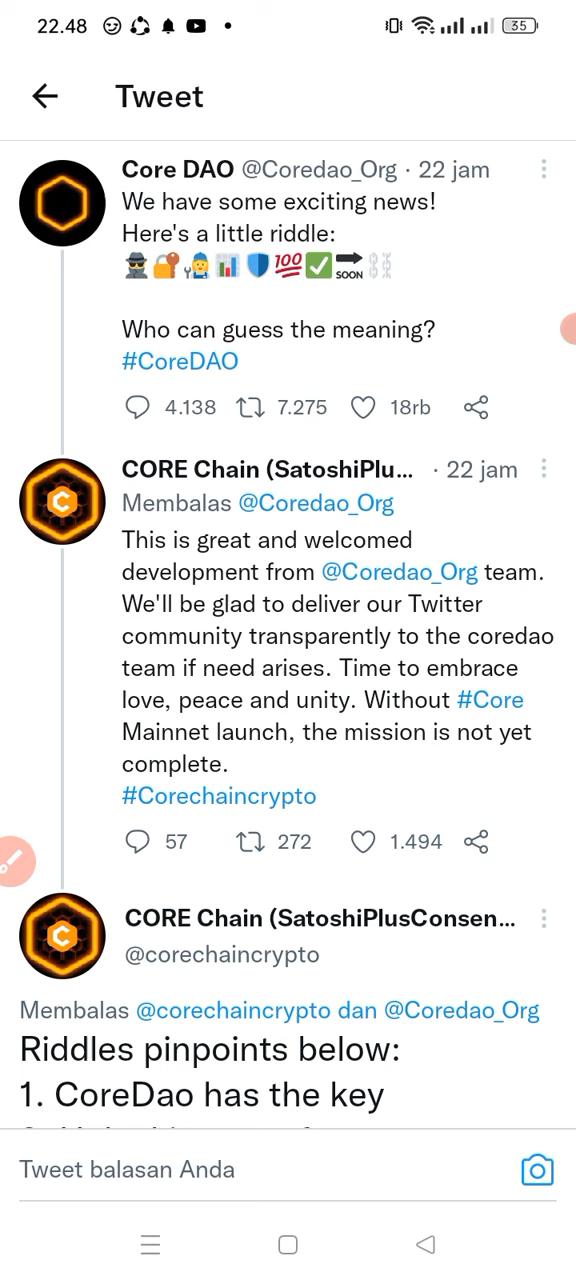 22.48
35
Tweet
Core DAO @Coredao_Org · 22 jam
We have some exciting news!
Here's a little riddle:
🕵️🔐👩‍🔧📊🛡️💯✅🔜⛓️
Who can guess the meaning?
#CoreDAO
4.138 7.275 18rb
CORE Chain (SatoshiPlu... · 22 jam
Membalas @Coredao_Org
This is great and welcomed
development from @Coredao_Org team.
We'll be glad to deliver our Twitter
community transparently to the coredao
team if need arises. Time to embrace
love, peace and unity. Without #Core
Mainnet launch, the mission is not yet
complete.
#Corechaincrypto
57 272 1.494
CORE Chain (SatoshiPlusConsen...
@corechaincrypto
Membalas @corechaincrypto dan @Coredao_Org
Riddles pinpoints below:
1. CoreDao has the key
Tweet balasan Anda